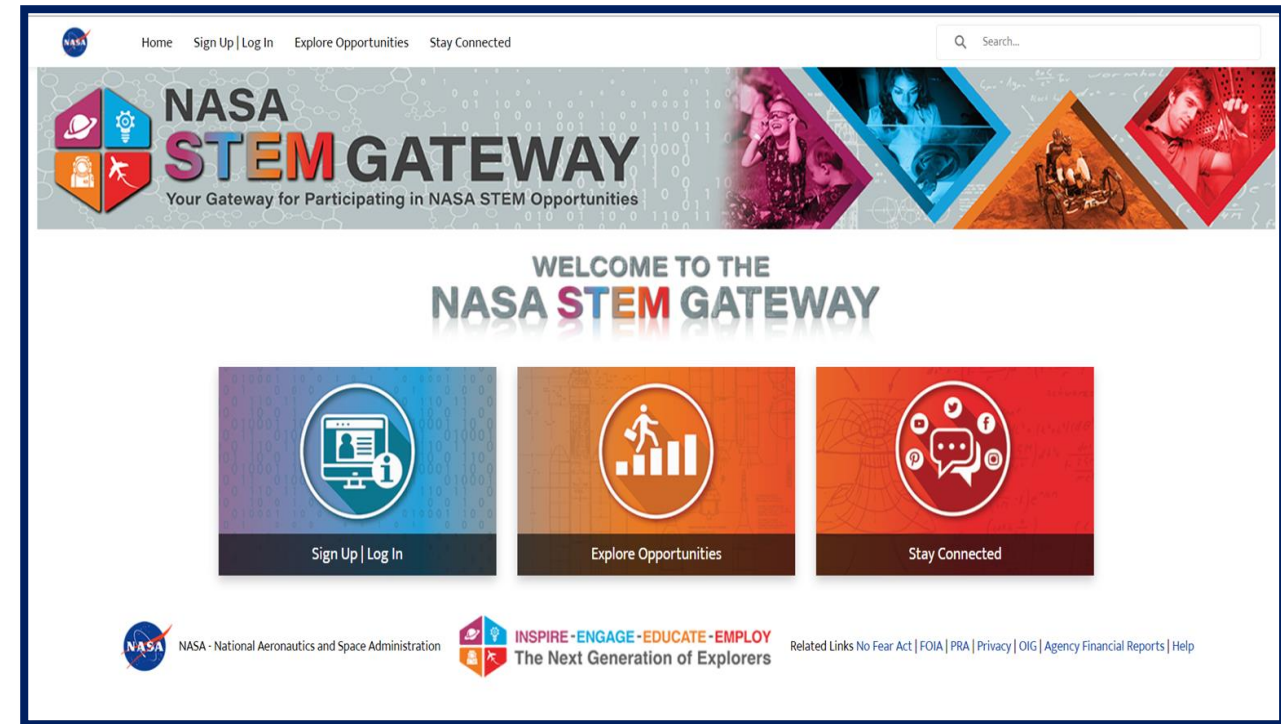 NASA
Home Sign Up | Log In Explore Opportunities Stay Connected
Search...
NASA
STEM GATEWAY
Your Gateway for Participating in NASA STEM Opportunities
WELCOME TO THE
NASA STEM GATEWAY
Sign Up | Log In
Explore Opportunities
Stay Connected
NASA
NASA - National Aeronautics and Space Administration
INSPIRE - ENGAGE - EDUCATE - EMPLOY
The Next Generation of Explorers
Related Links No Fear Act | FOIA | PRA | Privacy | OIG | Agency Financial Reports | Help